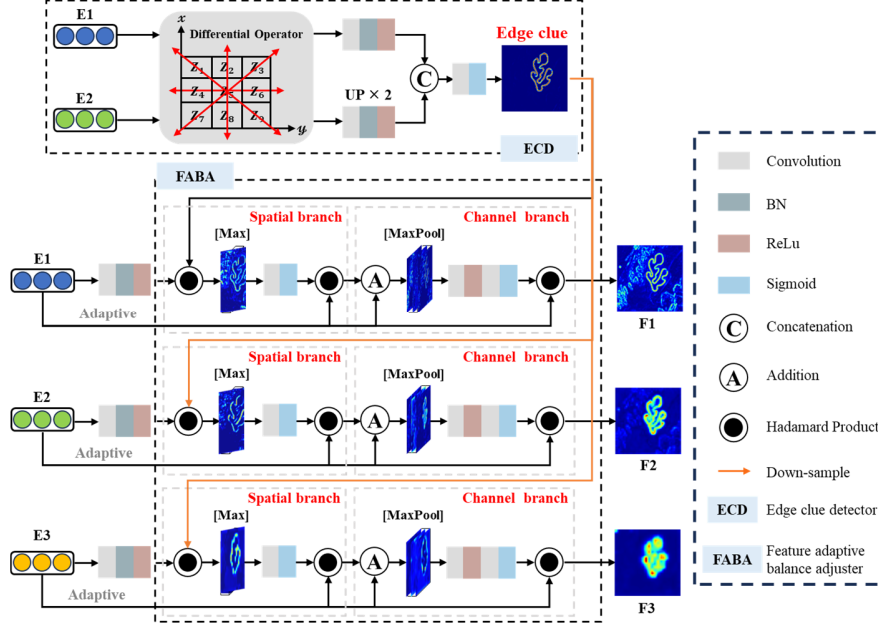 E1
x
Differential Operator
Z1 Z2 Z3
Z4 Z5 Z6
Z7 Z8 Z9
y
E2
UP × 2
C
Edge clue
ECD
FABA
Spatial branch
Channel branch
[Max]
[MaxPool]
E1
A
Adaptive
F1
Spatial branch
Channel branch
[Max]
[MaxPool]
E2
A
Adaptive
F2
Spatial branch
Channel branch
[Max]
[MaxPool]
E3
A
Adaptive
F3
Convolution
BN
ReLu
Sigmoid
C Concatenation
A Addition
Hadamard Product
Down-sample
ECD Edge clue detector
FABA Feature adaptive
balance adjuster